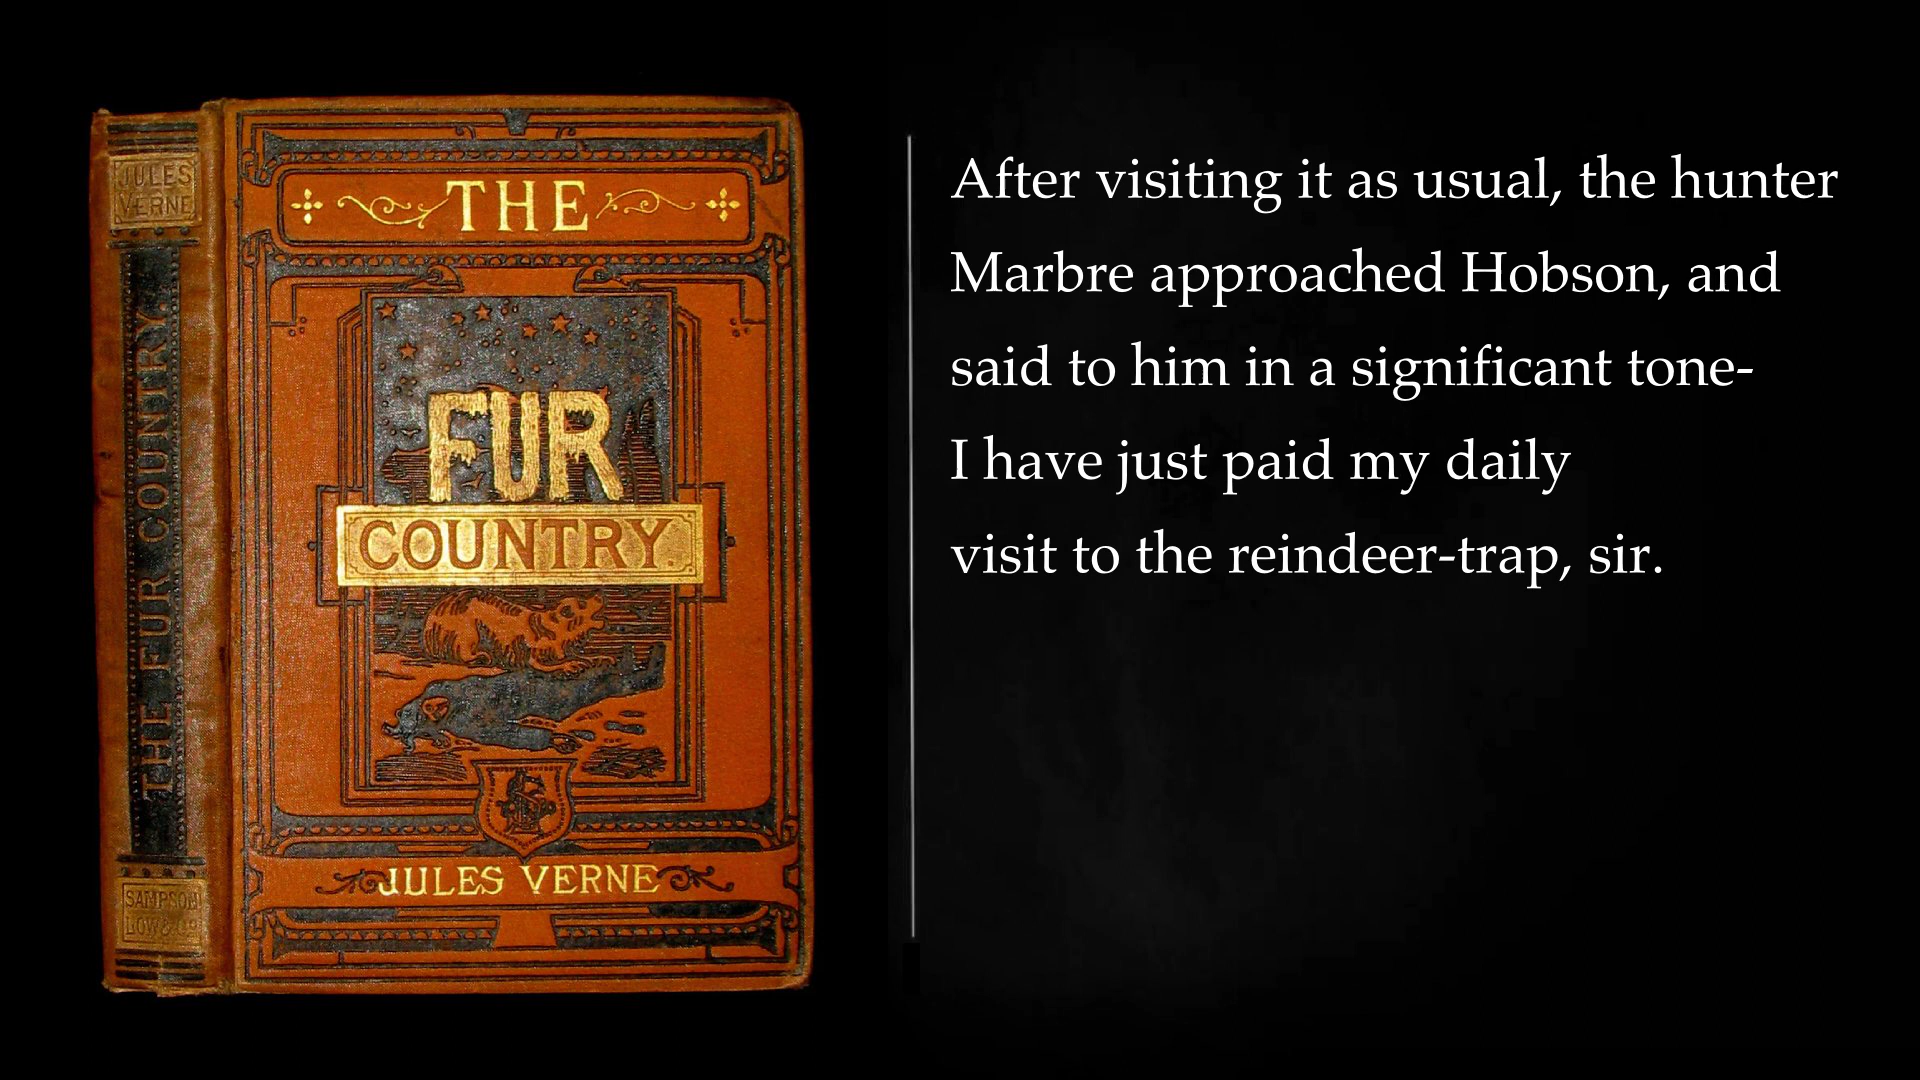 JULES
VERNE
THE FUR COUNTRY.
SAMPSON
LOW & Co
THE
FUR
COUNTRY.
JULES VERNE
After visiting it as usual, the hunter
Marbre approached Hobson, and
said to him in a significant tone-
I have just paid my daily
visit to the reindeer-trap, sir.